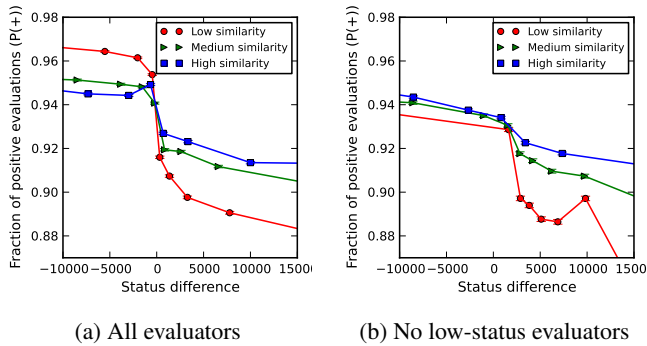 0.98
0.96
0.94
0.92
0.90
0.88
Fraction of positive evaluations (P(+))
Low similarity
Medium similarity
High similarity
−10000 −5000 0 5000 10000 1500
Status difference
(a) All evaluators
0.98
0.96
0.94
0.92
0.90
0.88
Fraction of positive evaluations (P(+))
Low similarity
Medium similarity
High similarity
−10000 −5000 0 5000 10000 1500
Status difference
(b) No low-status evaluators